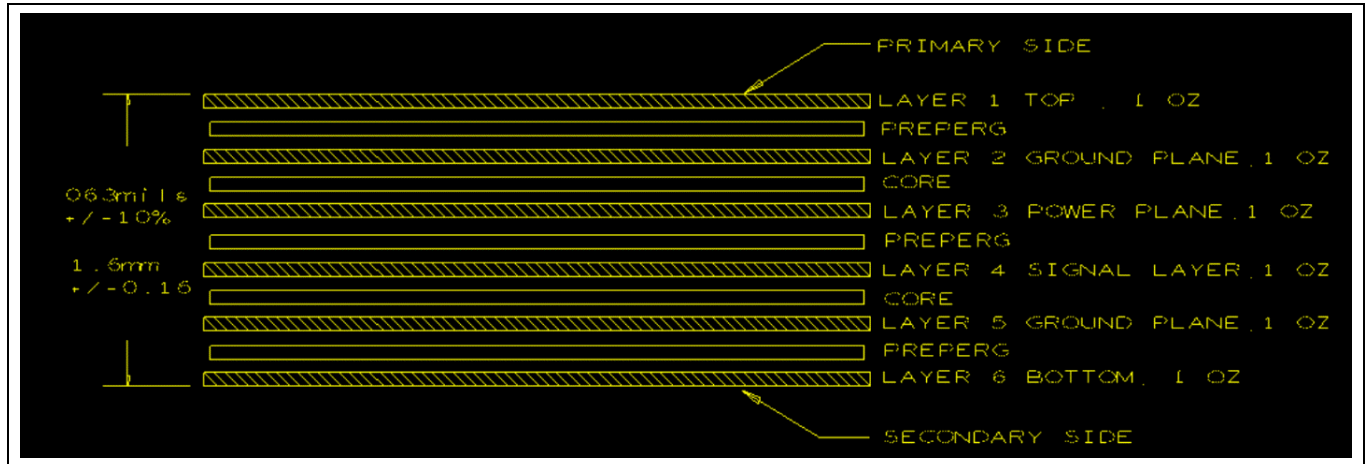 PRIMARY SIDE
LAYER 1 TOP . 1 OZ
PREPERG
LAYER 2 GROUND PLANE.1 OZ
CORE
063mils
+/-10%
LAYER 3 POWER PLANE.1 OZ
PREPERG
1.6mm
+/-0.16
LAYER 4 SIGNAL LAYER.1 OZ
CORE
LAYER 5 GROUND PLANE.1 OZ
PREPERG
LAYER 6 BOTTOM. 1 OZ
SECONDARY SIDE